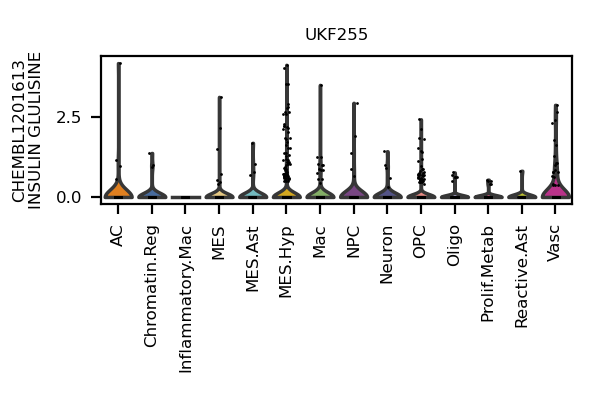 UKF255
CHEMBL1201613
INSULIN GLULISINE
2.5
0.0
AC
Chromatin.Reg
Inflammatory.Mac
MES
MES.Ast
MES.Hyp
Mac
NPC
Neuron
OPC
Oligo
Prolif.Metab
Reactive.Ast
Vasc